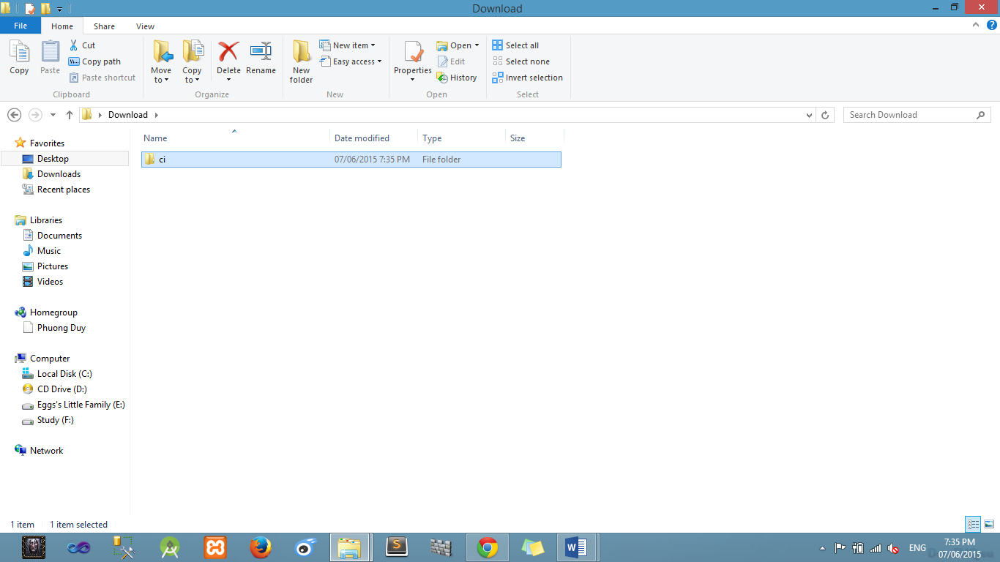 Download
File Home Share View
Copy
Paste
Cut
Copy path
Paste shortcut
Clipboard
Move to
Copy to
Delete
Rename
Organize
New folder
New item
Easy access
New
Properties
Open
Edit
History
Open
Select all
Select none
Invert selection
Select
Download
Search Download
Favorites
Desktop
Downloads
Recent places
Libraries
Documents
Music
Pictures
Videos
Homegroup
Phuong Duy
Computer
Local Disk (C:)
CD Drive (D:)
Eggs's Little Family (E:)
Study (F:)
Network
Name Date modified Type Size
ci 07/06/2015 7:35 PM File folder
1 item 1 item selected
ENG
7:35 PM
07/06/2015